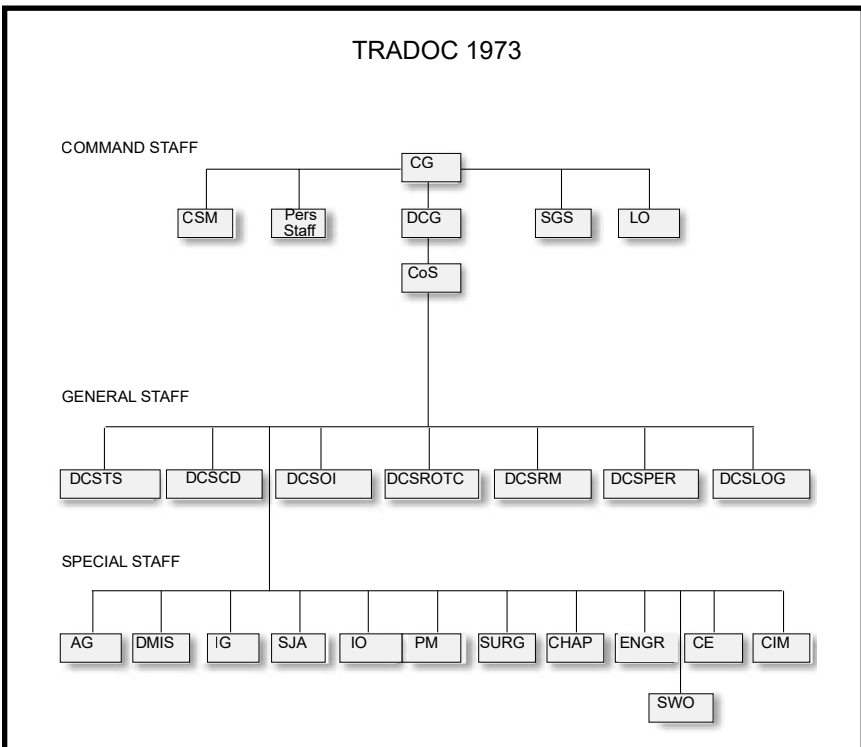 TRADOC 1973
COMMAND STAFF
CG
CSM
Pers
Staff
DCG
SGS
LO
CoS
GENERAL STAFF
DCSTS
DCSCD
DCSOI
DCSROTC
DCSRM
DCSPER
DCSLOG
SPECIAL STAFF
AG
DMIS
IG
SJA
IO
PM
SURG
CHAP
ENGR
CE
CIM
SWO